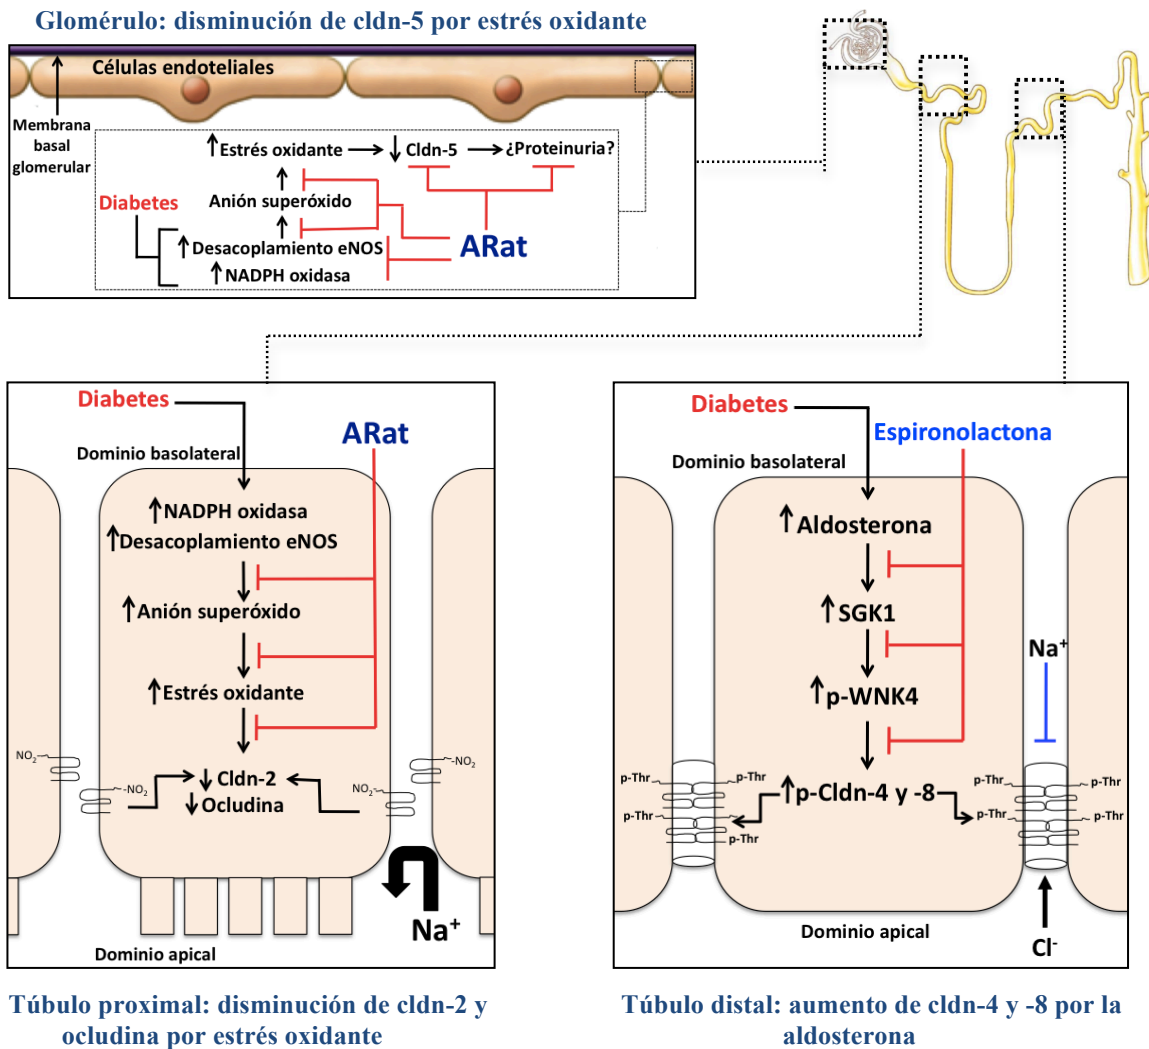 Glomérulo: disminución de cldn-5 por estrés oxidante
Células endoteliales
Membrana
basal
glomerular
↑Estrés oxidante → ↓ Cldn-5 → ¿Proteinuria?
Anión superóxido
Diabetes
↑Desacoplamiento eNOS
↑NADPH oxidasa
ARat
Diabetes
ARat
Dominio basolateral
↑NADPH oxidasa
↑Desacoplamiento eNOS
↑Anión superóxido
↑Estrés oxidante
NO₂-
-NO₂
-NO₂
NO₂-
↓ Cldn-2
↓ Ocludina
Na⁺
Dominio apical
Diabetes
Espironolactona
Dominio basolateral
↑Aldosterona
↑SGK1
↑p-WNK4
Na⁺
↑p-Cldn-4 y -8
p-Thr
p-Thr
p-Thr
p-Thr
p-Thr
p-Thr
p-Thr
p-Thr
p-Thr
Dominio apical
Cl⁻
Túbulo proximal: disminución de cldn-2 y
ocludina por estrés oxidante
Túbulo distal: aumento de cldn-4 y -8 por la
aldosterona